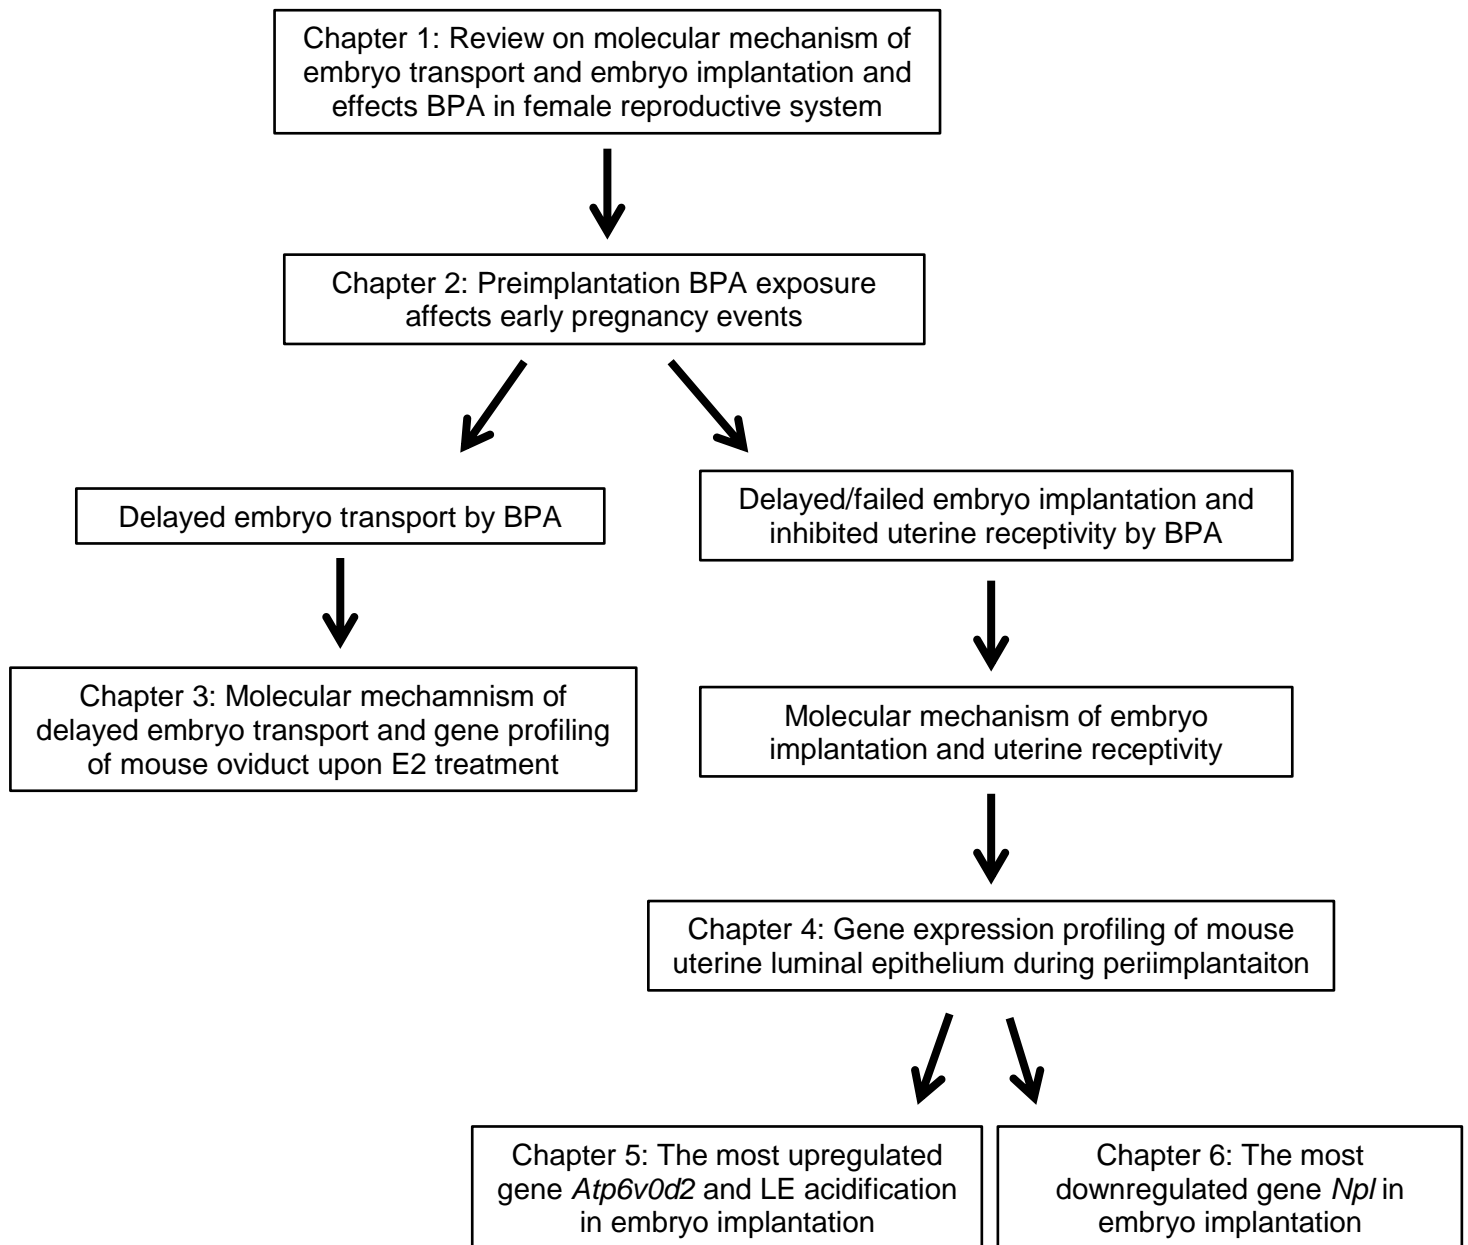 Chapter 1: Review on molecular mechanism of
embryo transport and embryo implantation and
effects BPA in female reproductive system
Chapter 2: Preimplantation BPA exposure
affects early pregnancy events
Delayed embryo transport by BPA
Delayed/failed embryo implantation and
inhibited uterine receptivity by BPA
Chapter 3: Molecular mechamnism of
delayed embryo transport and gene profiling
of mouse oviduct upon E2 treatment
Molecular mechanism of embryo
implantation and uterine receptivity
Chapter 4: Gene expression profiling of mouse
uterine luminal epithelium during periimplantaiton
Chapter 5: The most upregulated
gene Atp6v0d2 and LE acidification
in embryo implantation
Chapter 6: The most
downregulated gene Npl in
embryo implantation